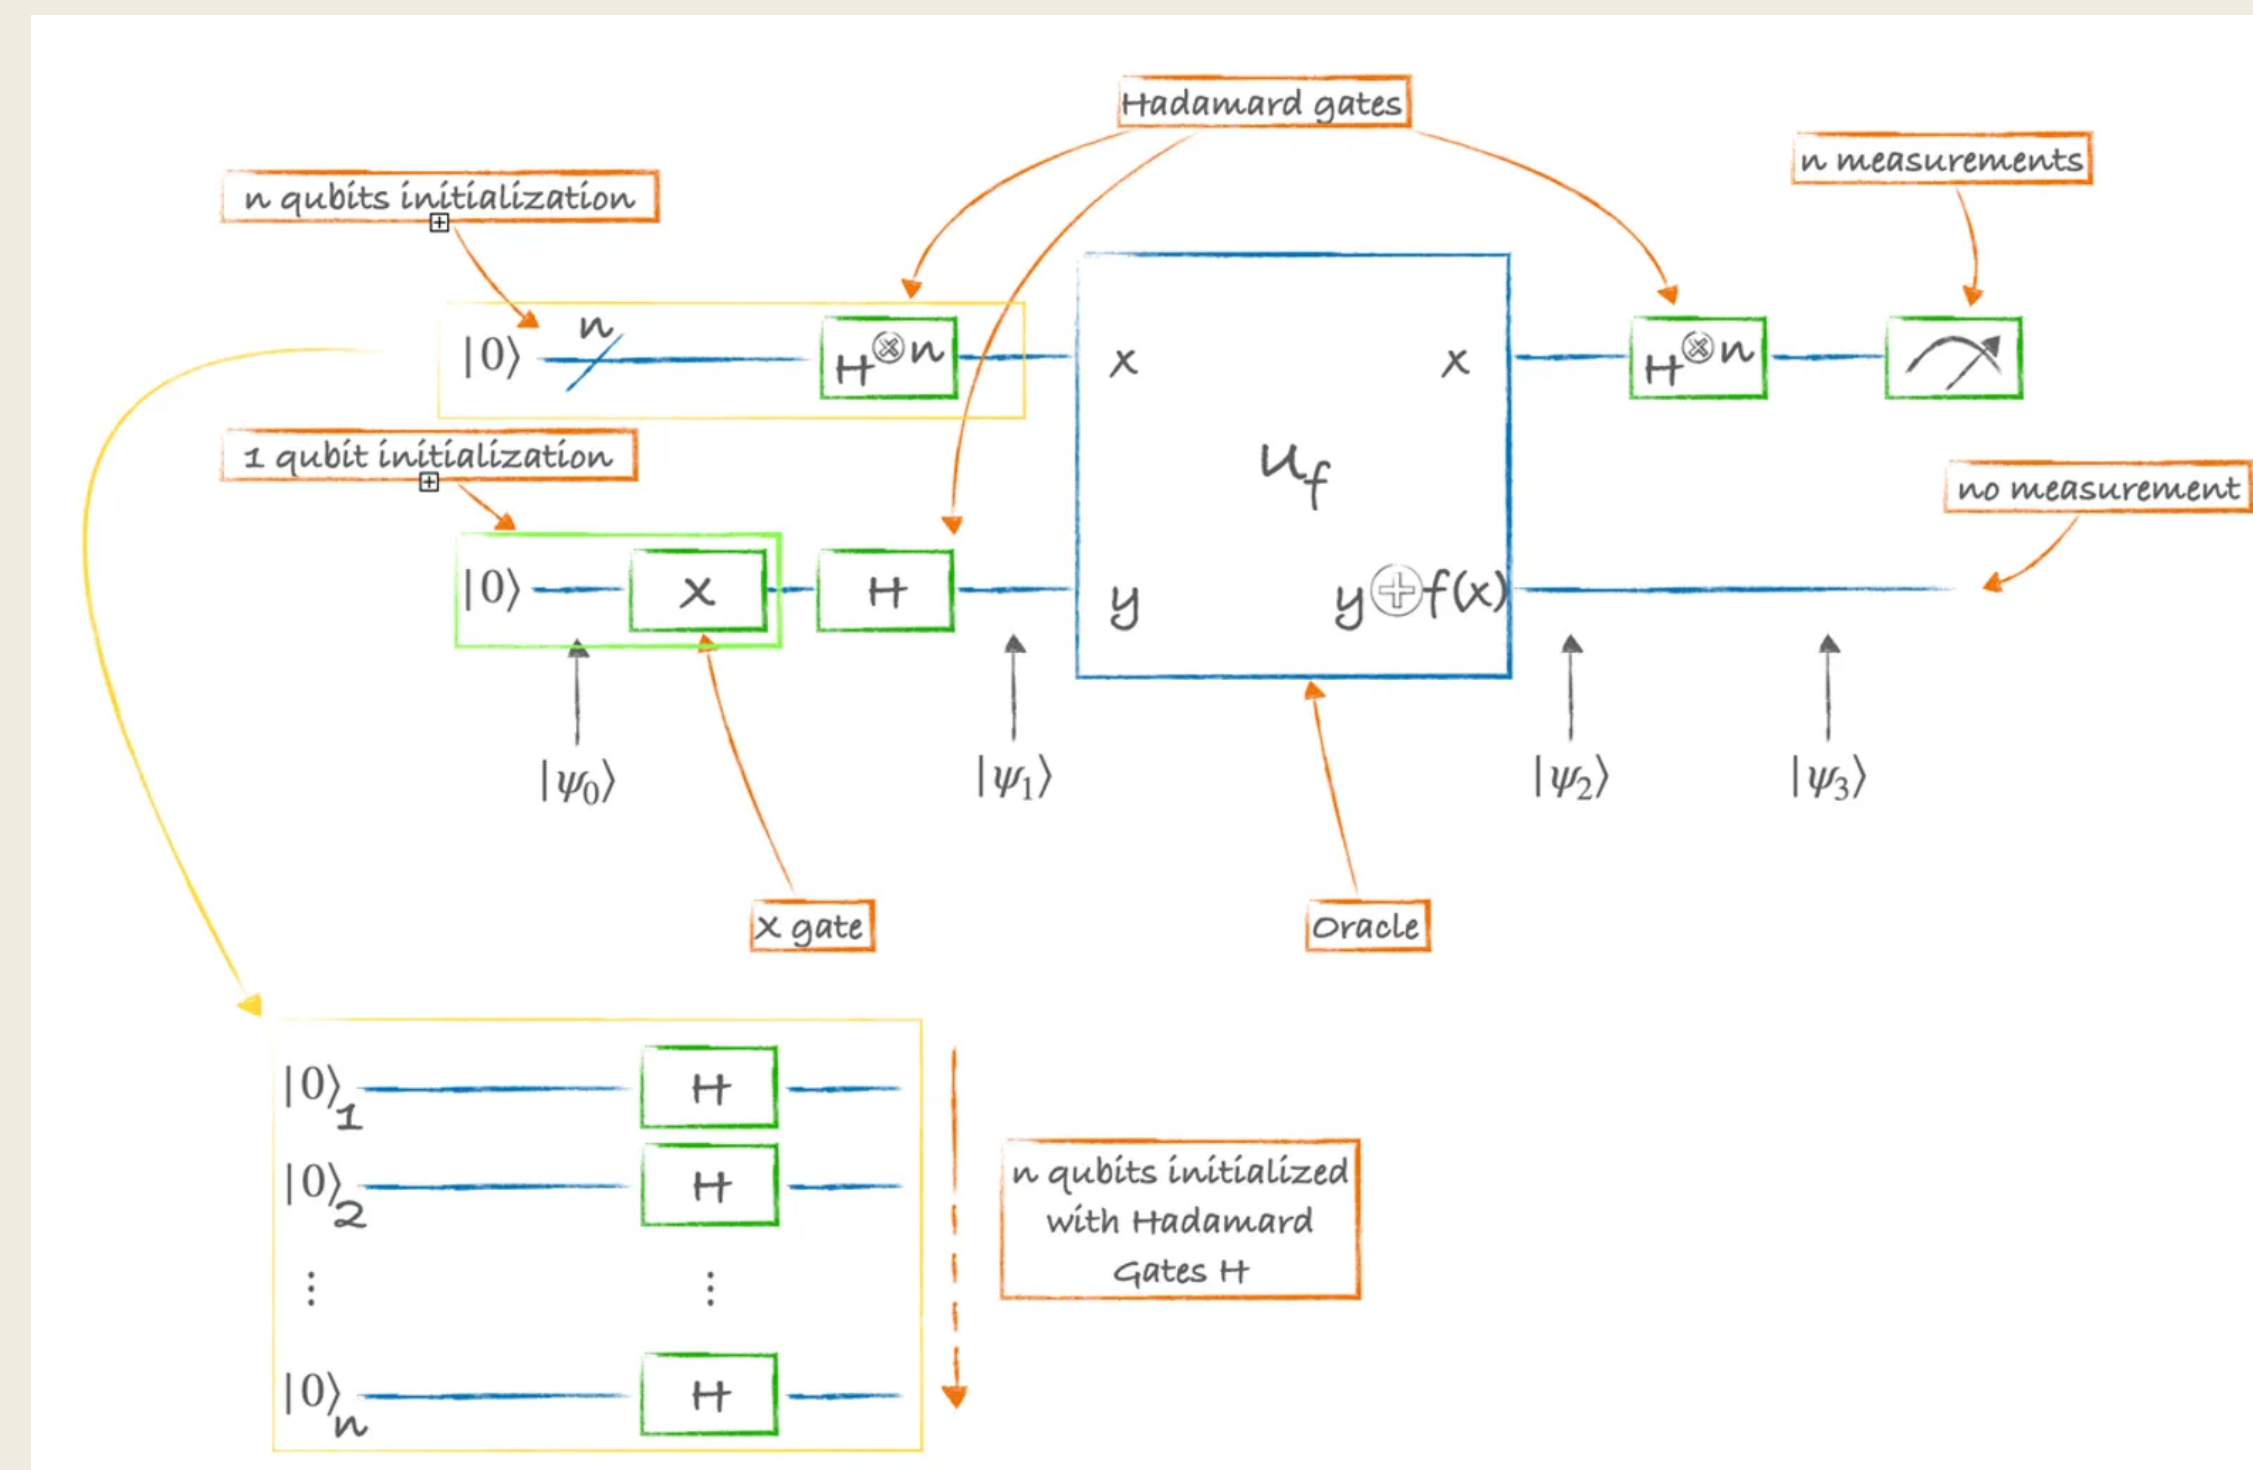 Hadamard gates
n measurements
n qubits initialization
|0⟩ n H⊗n x x H⊗n
1 qubit initialization
Uf
no measurement
|0⟩ X H y y⊕f(x)
|ψ0⟩ |ψ1⟩ |ψ2⟩ |ψ3⟩
X gate Oracle
|0⟩1 H
|0⟩2 H
n qubits initialized
with Hadamard
Gates H
⋮ ⋮
|0⟩n H